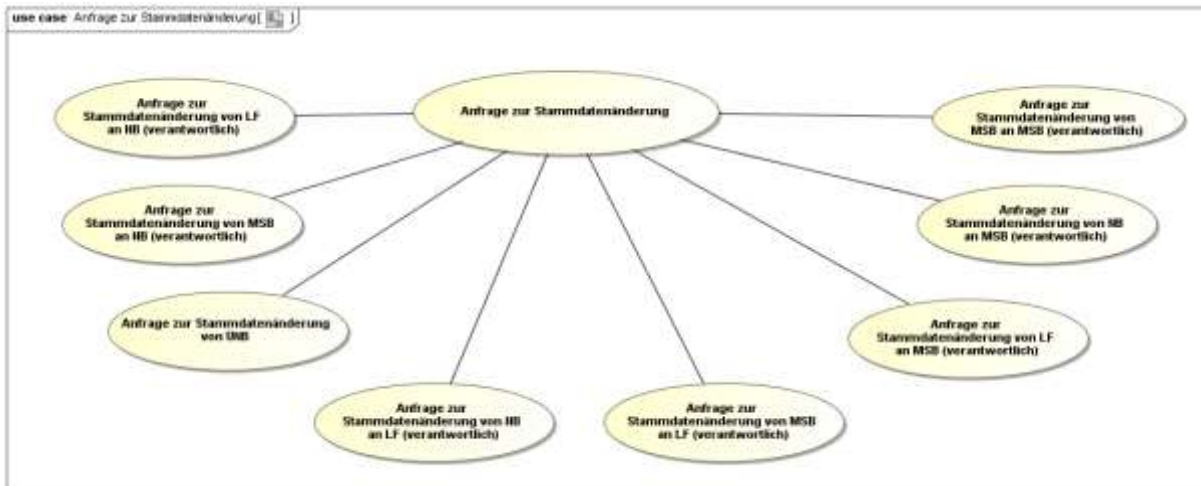 use case Anfrage zur Stammdatenänderung [ ]
Anfrage zur Stammdatenänderung
Anfrage zur
Stammdatenänderung von LF
an NB (verantwortlich)
Anfrage zur
Stammdatenänderung von MSB
an NB (verantwortlich)
Anfrage zur Stammdatenänderung
von ÜNB
Anfrage zur
Stammdatenänderung von NB
an LF (verantwortlich)
Anfrage zur
Stammdatenänderung von MSB
an LF (verantwortlich)
Anfrage zur
Stammdatenänderung von LF
an MSB (verantwortlich)
Anfrage zur
Stammdatenänderung von NB
an MSB (verantwortlich)
Anfrage zur
Stammdatenänderung von
MSB an MSB (verantwortlich)